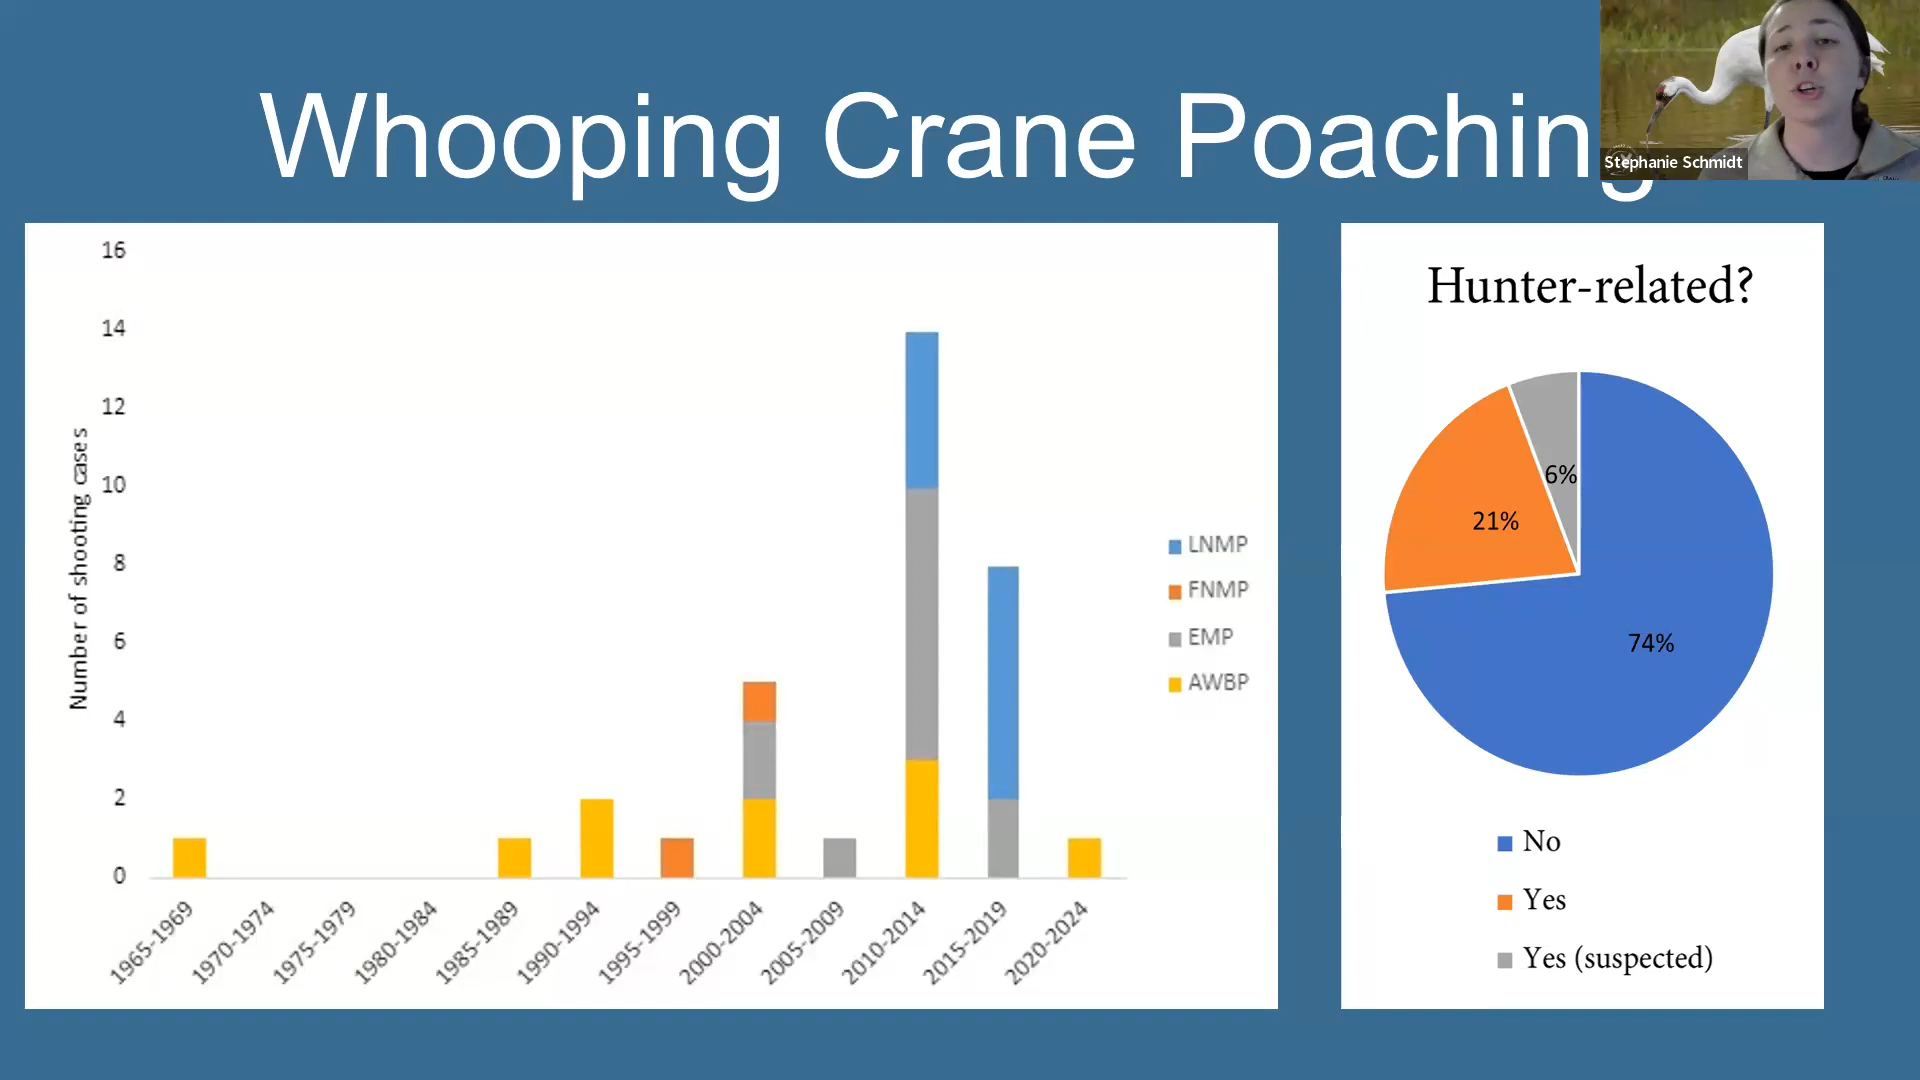 Whooping Crane Poaching
Stephanie Schmidt
16
14
12
10
8
6
4
2
0
Number of shooting cases
1965-1969
1970-1974
1975-1979
1980-1984
1985-1989
1990-1994
1995-1999
2000-2004
2005-2009
2010-2014
2015-2019
2020-2024
LNMP
FNMP
EMP
AWBP
Hunter-related?
6%
21%
74%
No
Yes
Yes (suspected)